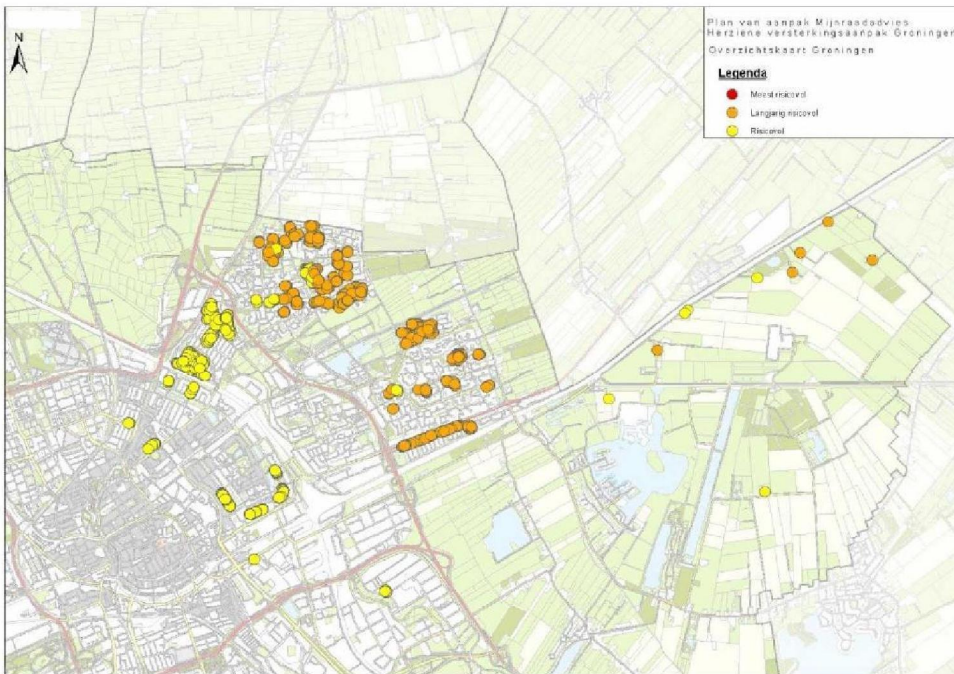 Plan van aanpak Mijnraadadvies
Herziene versterkingsaanpak Groningen
Overzichtskaart Groningen
Legenda
Meest risicovol
Langjarig risicovol
Risicovol
N